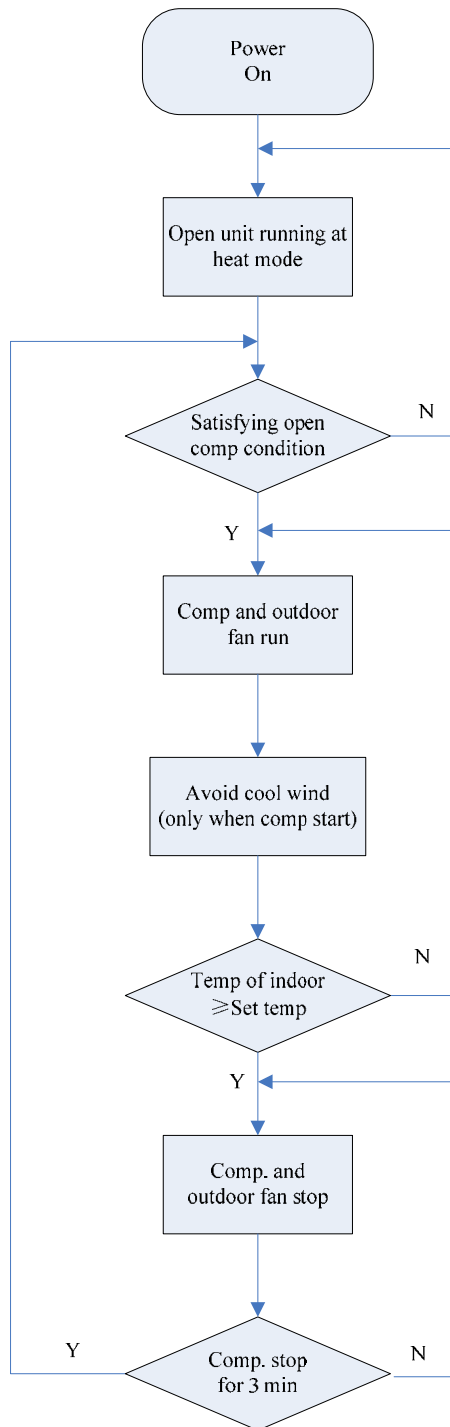 Power
On
Open unit running at
heat mode
Satisfying open
comp condition
N
Y
Comp and outdoor
fan run
Avoid cool wind
(only when comp start)
Temp of indoor
≥Set temp
N
Y
Comp. and
outdoor fan stop
Y
Comp. stop
for 3 min
N